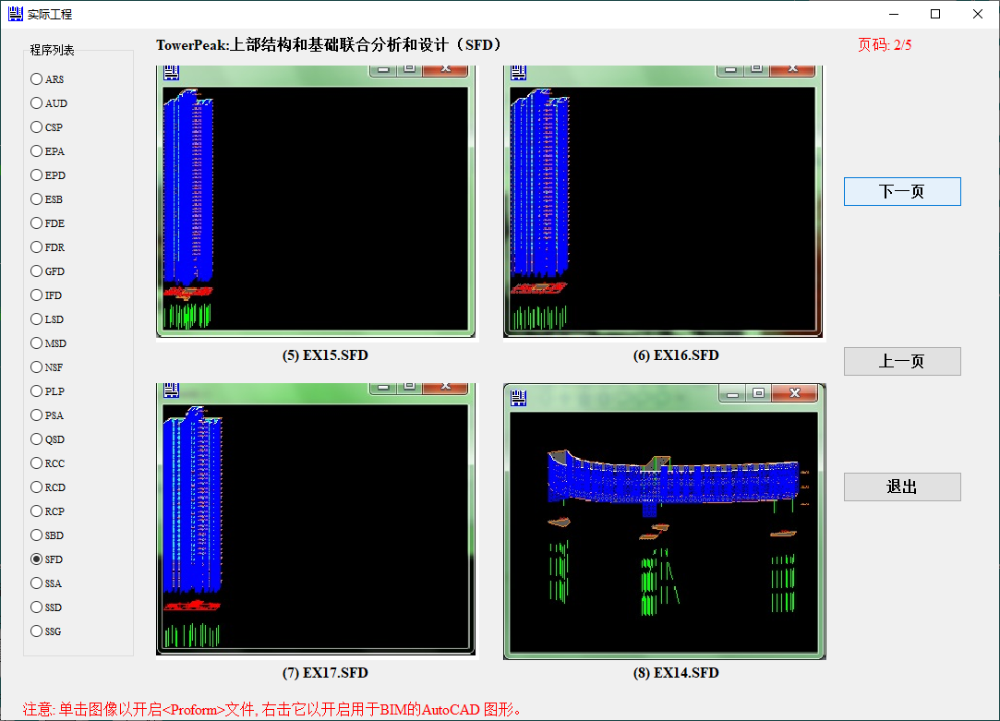 实际工程
程序列表
TowerPeak:上部结构和基础联合分析和设计（SFD）
页码: 2/5
ARS
AUD
CSP
EPA
EPD
ESB
FDE
FDR
GFD
IFD
LSD
MSD
NSF
PLP
PSA
QSD
RCC
RCD
RCP
SBD
SFD
SSA
SSD
SSG
(5) EX15.SFD
(6) EX16.SFD
(7) EX17.SFD
(8) EX14.SFD
下一页
上一页
退出
注意: 单击图像以开启<Proform>文件, 右击它以开启用于BIM的AutoCAD 图形。